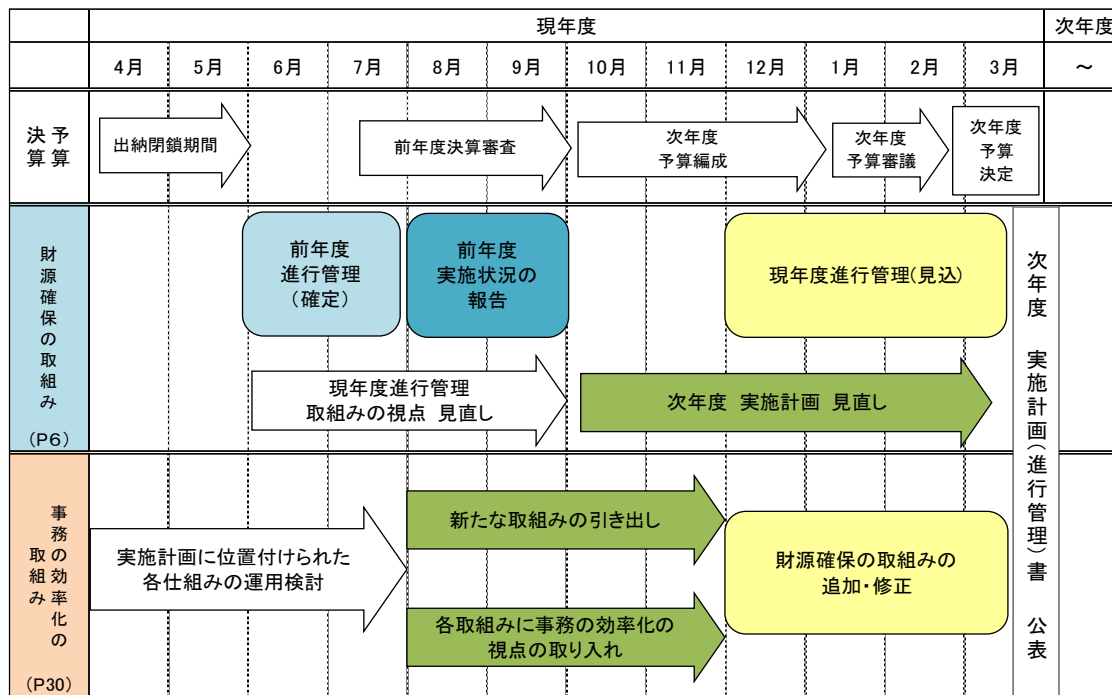 現年度
次年度
4月
5月
6月
7月
8月
9月
10月
11月
12月
1月
2月
3月
～
予算
決算
出納閉鎖期間
前年度決算審査
次年度
予算編成
次年度
予算審議
次年度
予算
決定
財源確保の取組み
(P6)
前年度
進行管理
(確定)
前年度
実施状況の
報告
現年度進行管理(見込)
現年度進行管理
取組みの視点 見直し
次年度 実施計画 見直し
次年度 実施計画(進行管理)書 公表
事務の効率化の
取組み
(P30)
実施計画に位置付けられた
各仕組みの運用検討
新たな取組みの引き出し
各取組みに事務の効率化の
視点の取り入れ
財源確保の取組みの
追加・修正